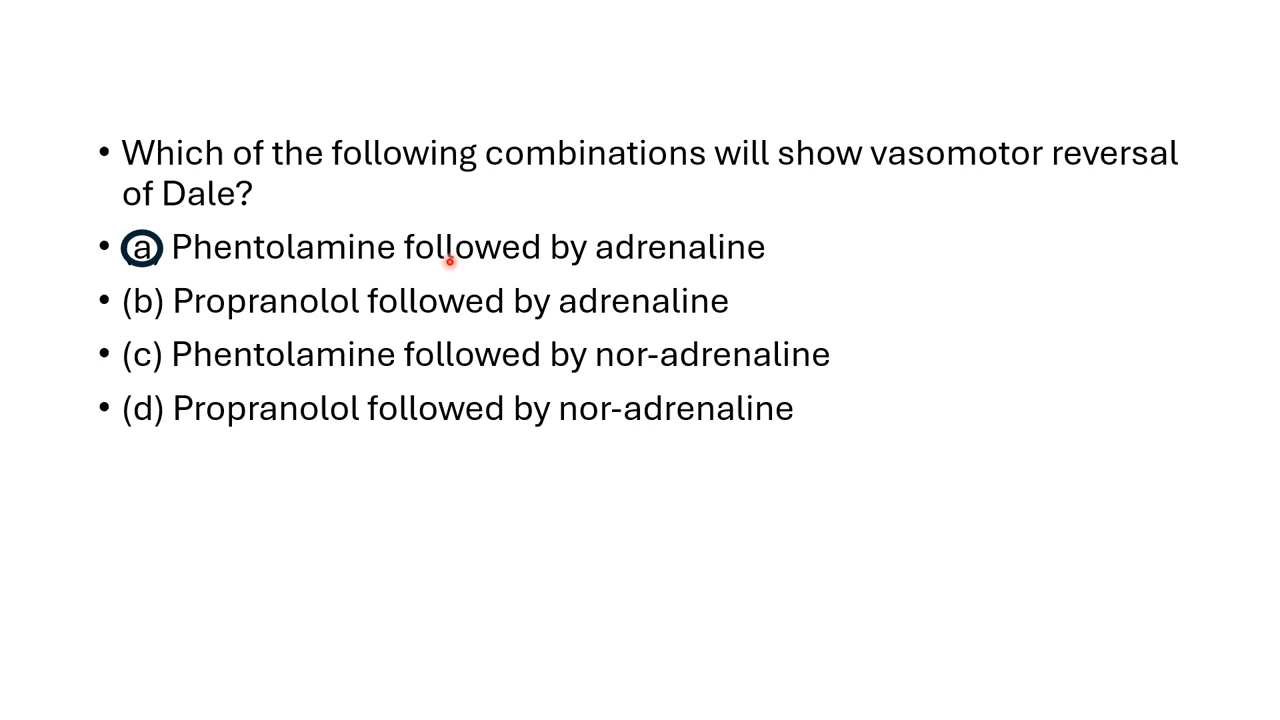 • Which of the following combinations will show vasomotor reversal
of Dale?
• (a) Phentolamine followed by adrenaline
• (b) Propranolol followed by adrenaline
• (c) Phentolamine followed by nor-adrenaline
• (d) Propranolol followed by nor-adrenaline